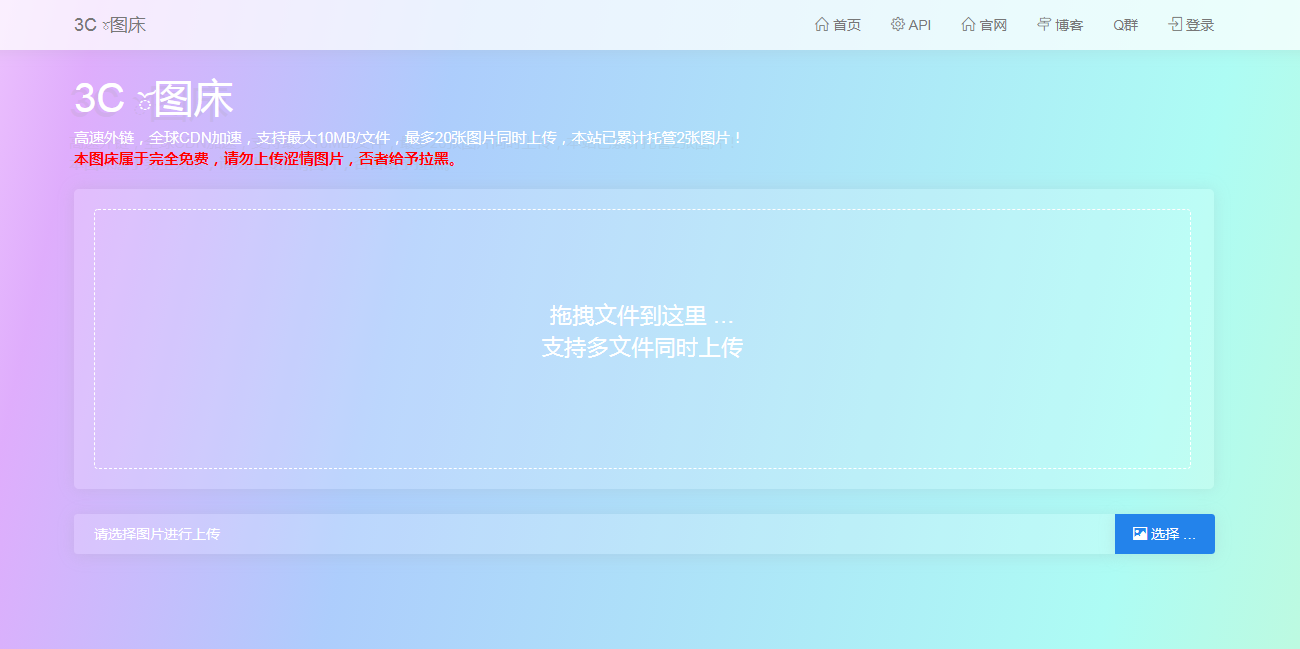 3C ੱ图床
首页
API
官网
博客
Q群
登录
3C ੱ图床
高速外链，全球CDN加速，支持最大10MB/文件，最多20张图片同时上传，本站已累计托管2张图片！
本图床属于完全免费，请勿上传涩情图片，否者给予拉黑。
拖拽文件到这里 …
支持多文件同时上传
请选择图片进行上传
选择 …